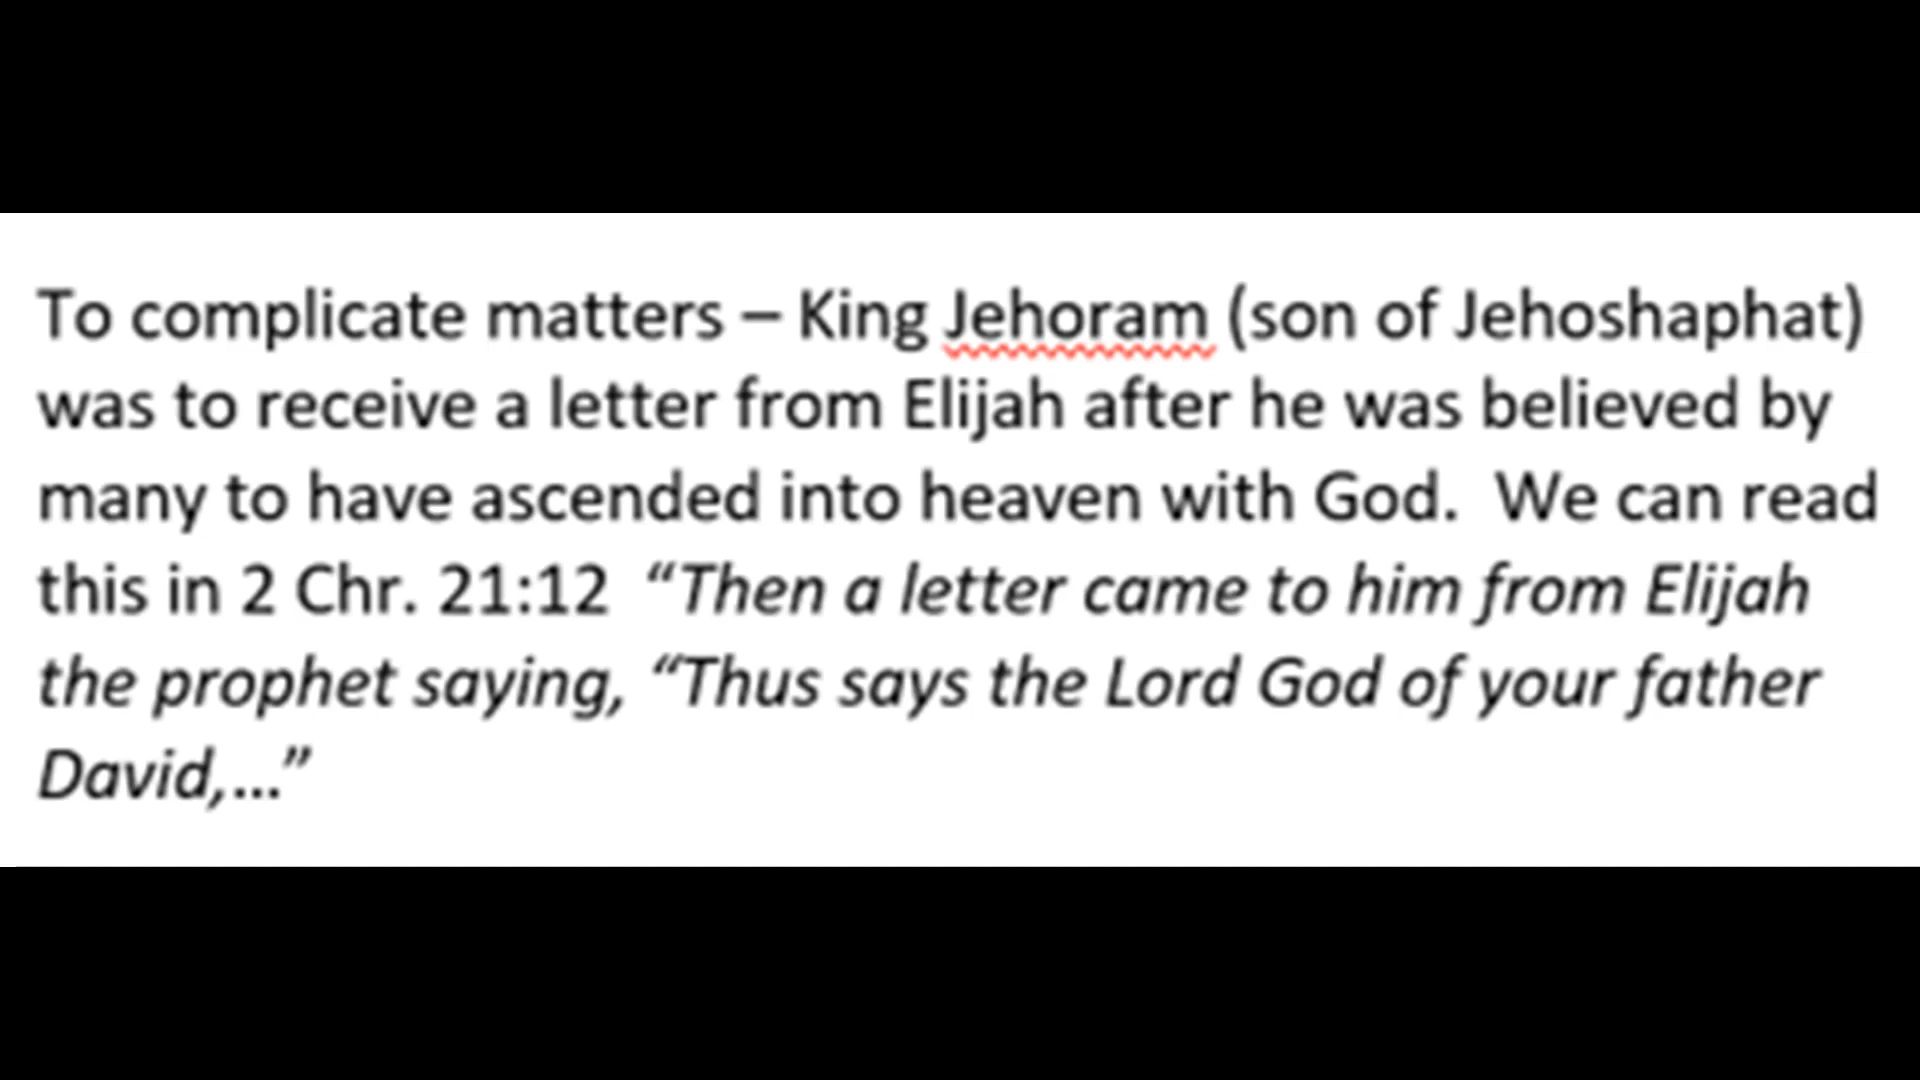 To complicate matters – King Jehoram (son of Jehoshaphat)
was to receive a letter from Elijah after he was believed by
many to have ascended into heaven with God.  We can read
this in 2 Chr. 21:12  “Then a letter came to him from Elijah
the prophet saying, “Thus says the Lord God of your father
David,…”